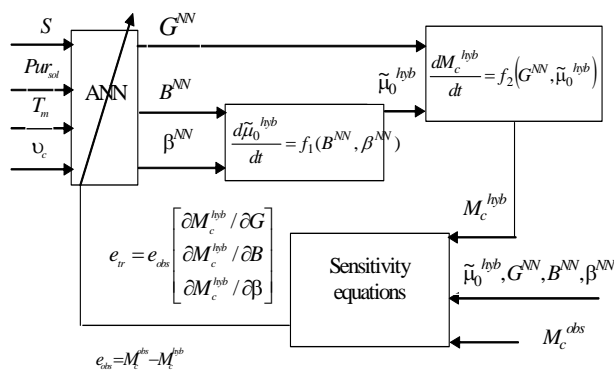 S
Pur_sol
T_m
υ_c
ANN
G^NN
B^NN
β^NN
dμ̃_0^hyb/dt = f_1(B^NN, β^NN)
μ̃_0^hyb
dM_c^hyb/dt = f_2(G^NN, μ̃_0^hyb)
M_c^hyb
e_tr = e_obs [∂M_c^hyb/∂G
∂M_c^hyb/∂B
∂M_c^hyb/∂β]
Sensitivity
equations
μ̃_0^hyb, G^NN, B^NN, β^NN
M_c^obs
e_obs = M_c^obs − M_c^hyb